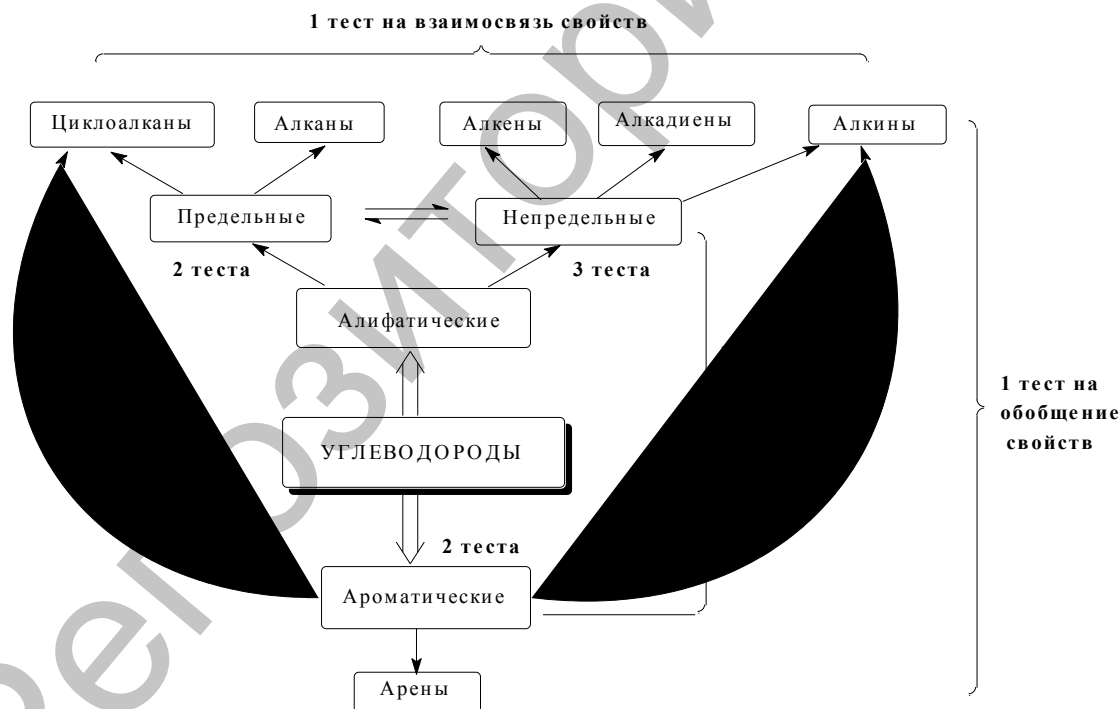 1 тест на взаимосвязь свойств
Циклоалканы
Алканы
Алкены
Алкадиены
Алкины
Предельные
Непредельные
2 теста
3 теста
Алифатические
1 тест на
обобщение
свойств
УГЛЕВОДОРОДЫ
2 теста
Ароматические
Арены